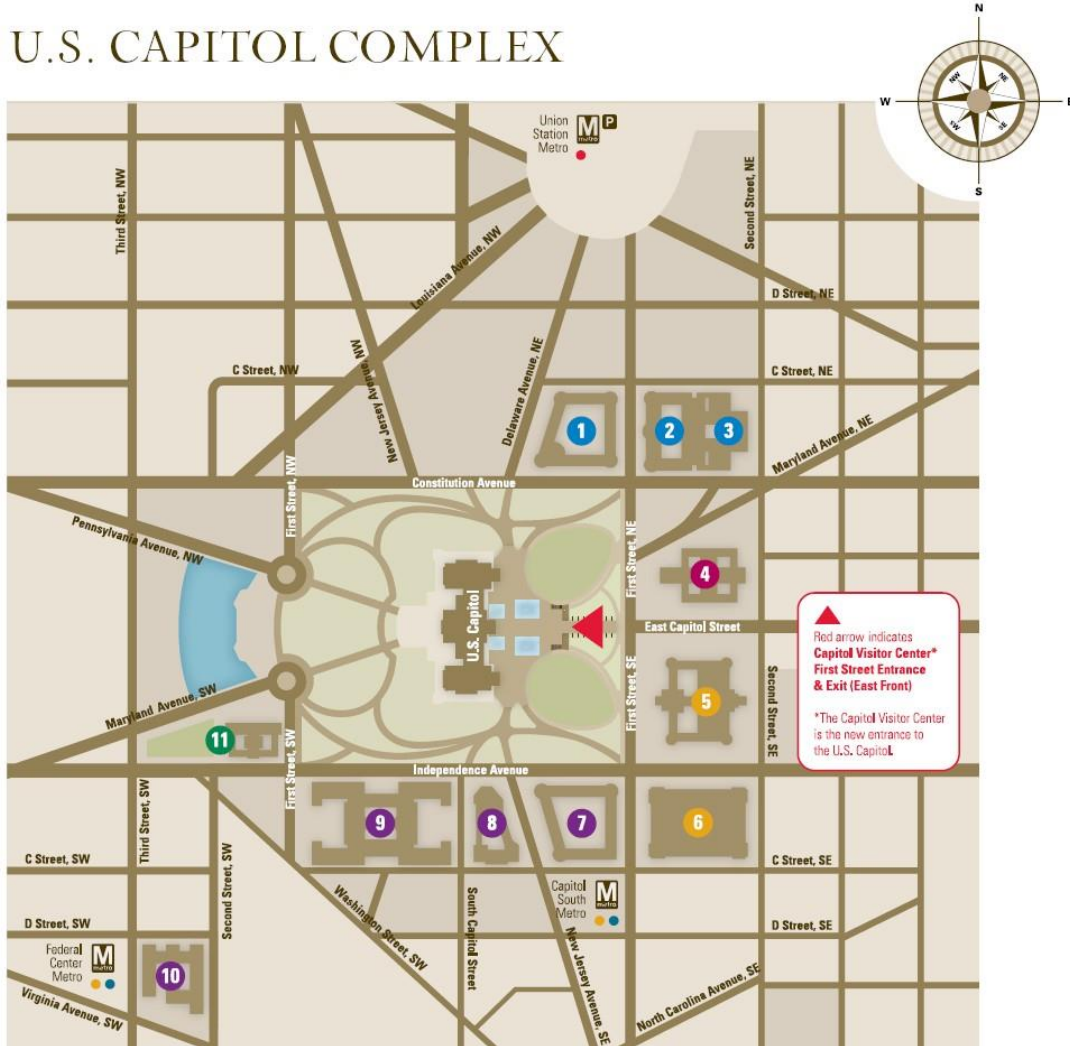 U.S. CAPITOL COMPLEX
N
NW
NE
W
E
SW
SE
S
Union
Station
Metro
M
metro
P
Third Street, NW
Second Street, NE
Louisiana Avenue, NW
D Street, NE
C Street, NW
New Jersey Avenue, NW
Delaware Avenue, NE
C Street, NE
1
2
3
Maryland Avenue, NE
First Street, NW
Constitution Avenue
Pennsylvania Avenue, NW
First Street, NE
4
U.S. Capitol
East Capitol Street
Red arrow indicates
Capitol Visitor Center*
First Street Entrance
& Exit (East Front)
*The Capitol Visitor Center
is the new entrance to
the U.S. Capitol.
Maryland Avenue, SW
First Street, SE
5
Second Street, SE
11
First Street, SW
Independence Avenue
Third Street, SW
9
8
7
6
C Street, SW
Second Street, SW
C Street, SE
Washington Street, SW
South Capitol Street
Capitol
South
Metro
M
metro
New Jersey Avenue, SE
D Street, SW
D Street, SE
Federal
Center
Metro
M
metro
10
Virginia Avenue, SW
North Carolina Avenue, SE